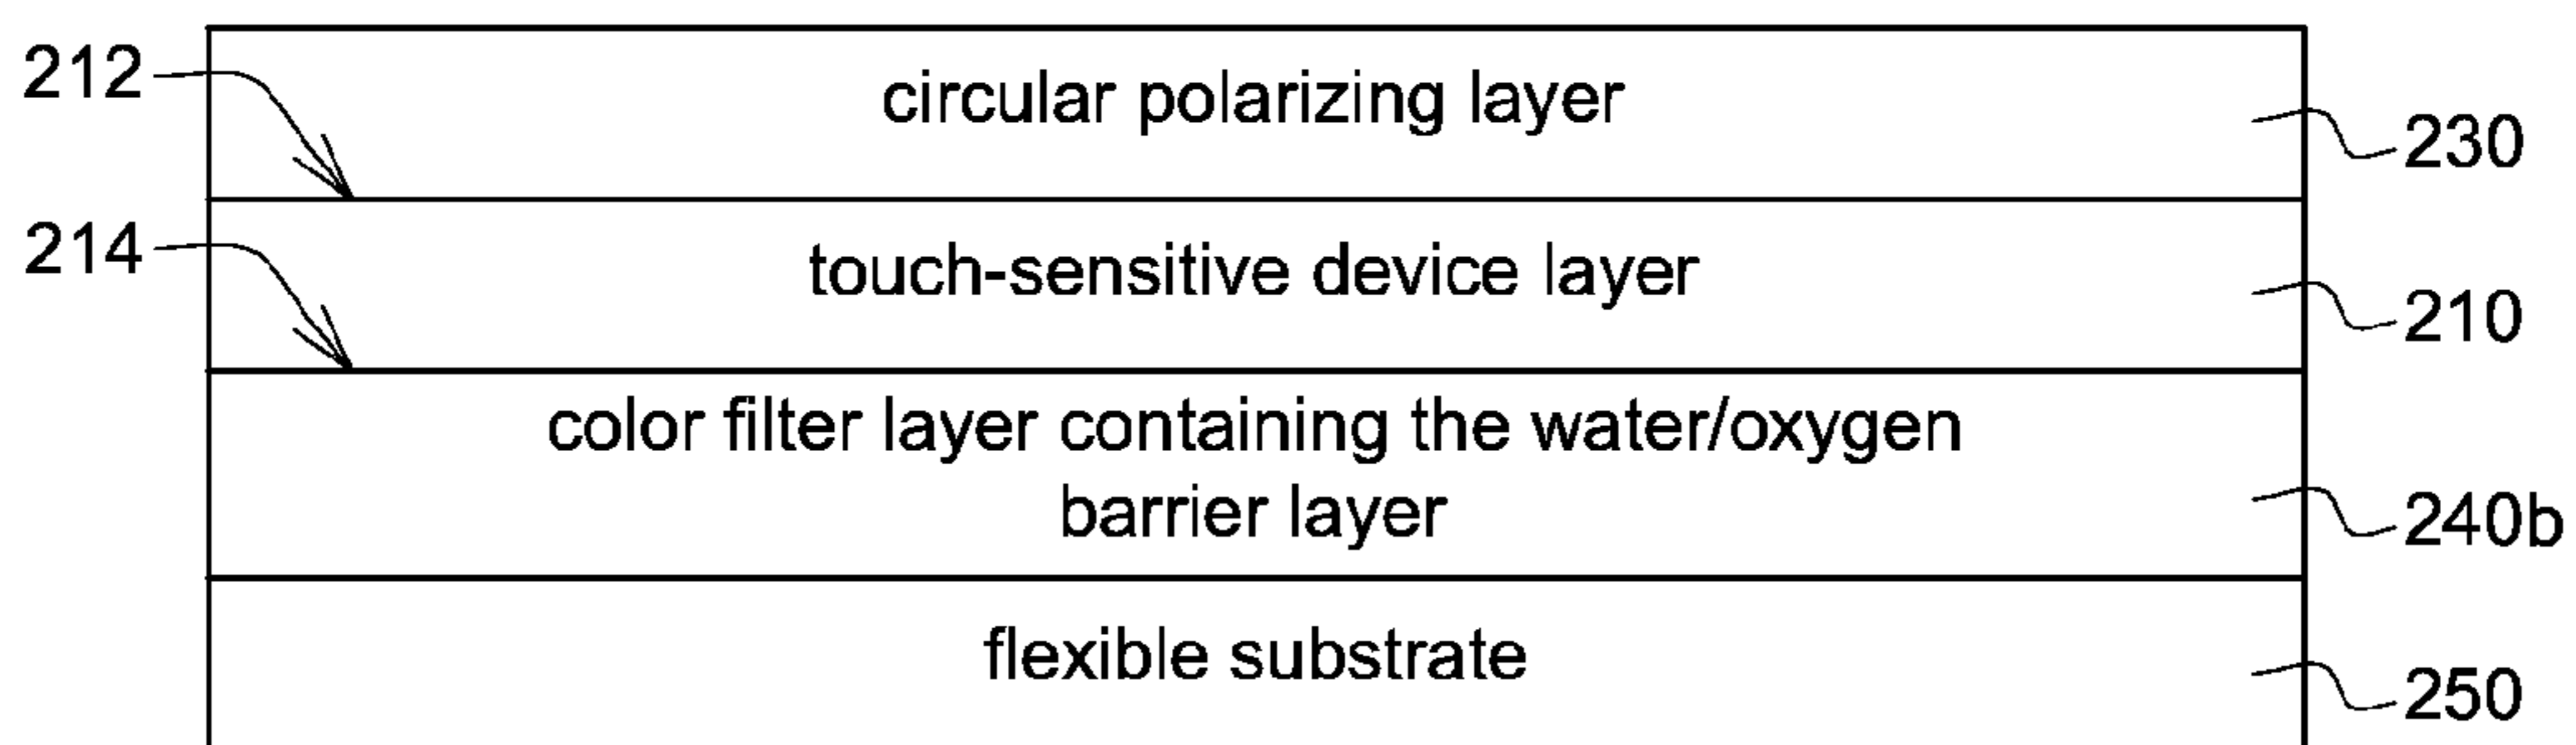 212
circular polarizing layer
230
214
touch-sensitive device layer
210
color filter layer containing the water/oxygen
barrier layer
240b
flexible substrate
250